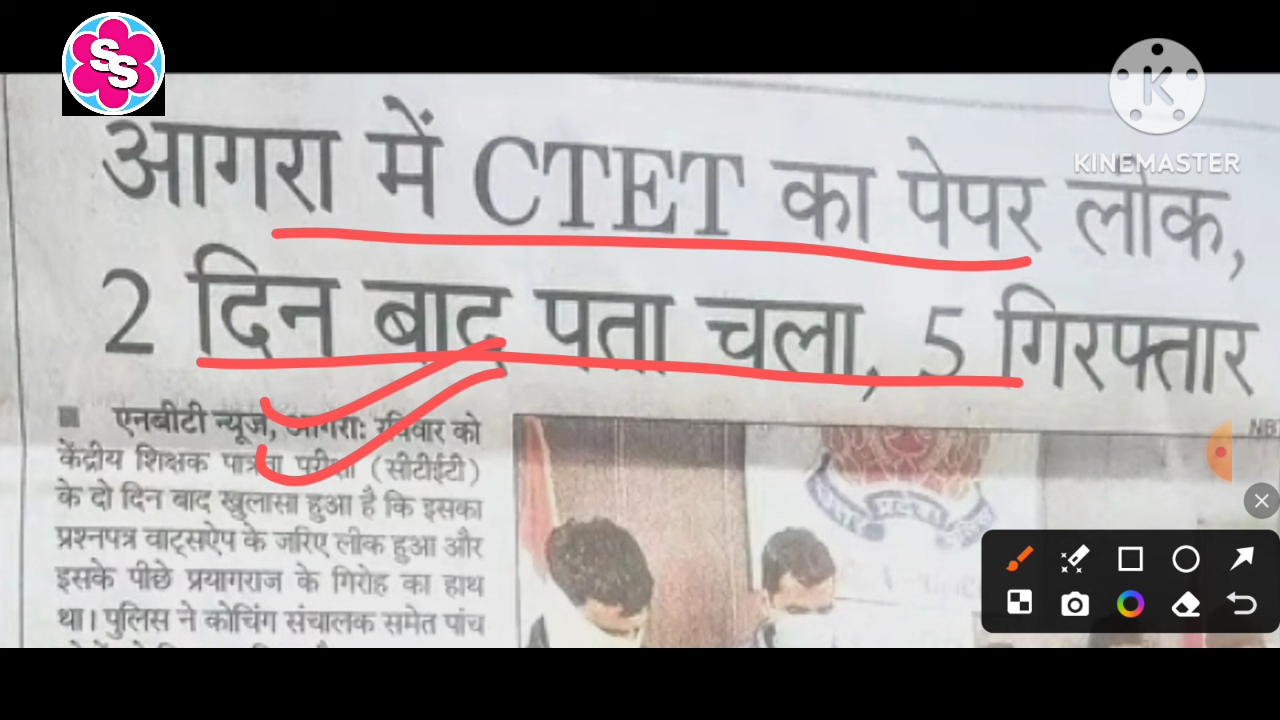 SS
KINEMASTER
आगरा में CTET का पेपर लीक,
2 दिन बाद पता चला, 5 गिरफ्तार
एनबीटी न्यूज, आगरा: रविवार को
केंद्रीय शिक्षक पात्रता परीक्षा (सीटीईटी)
के दो दिन बाद खुलासा हुआ है कि इसका
प्रश्नपत्र वाट्सऐप के जरिए लीक हुआ और
इसके पीछे प्रयागराज के गिरोह का हाथ
था। पुलिस ने कोचिंग संचालक समेत पांच
NBT